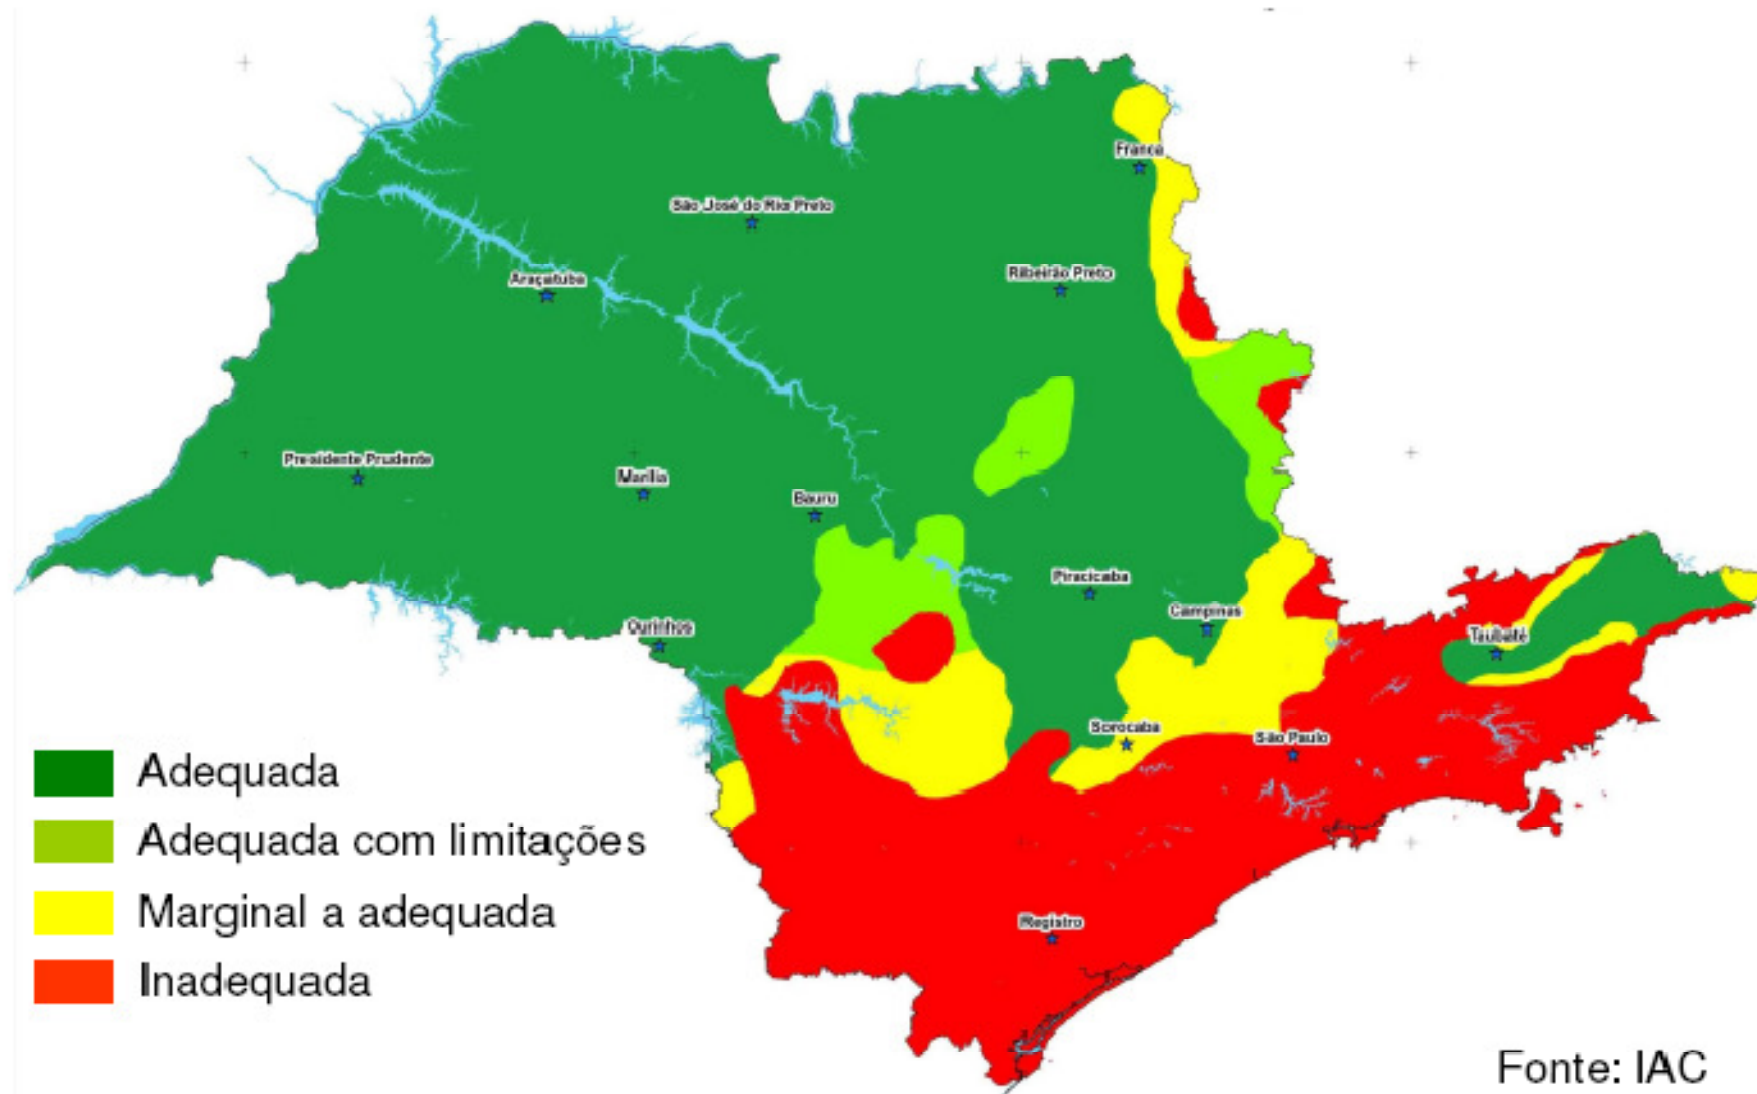 Franca
São José do Rio Preto
Ribeirão Preto
Araçatuba
Presidente Prudente
Marília
Bauru
Piracicaba
Campinas
Ourinhos
Taubaté
Sorocaba
São Paulo
Registro
Adequada
Adequada com limitações
Marginal a adequada
Inadequada
Fonte: IAC